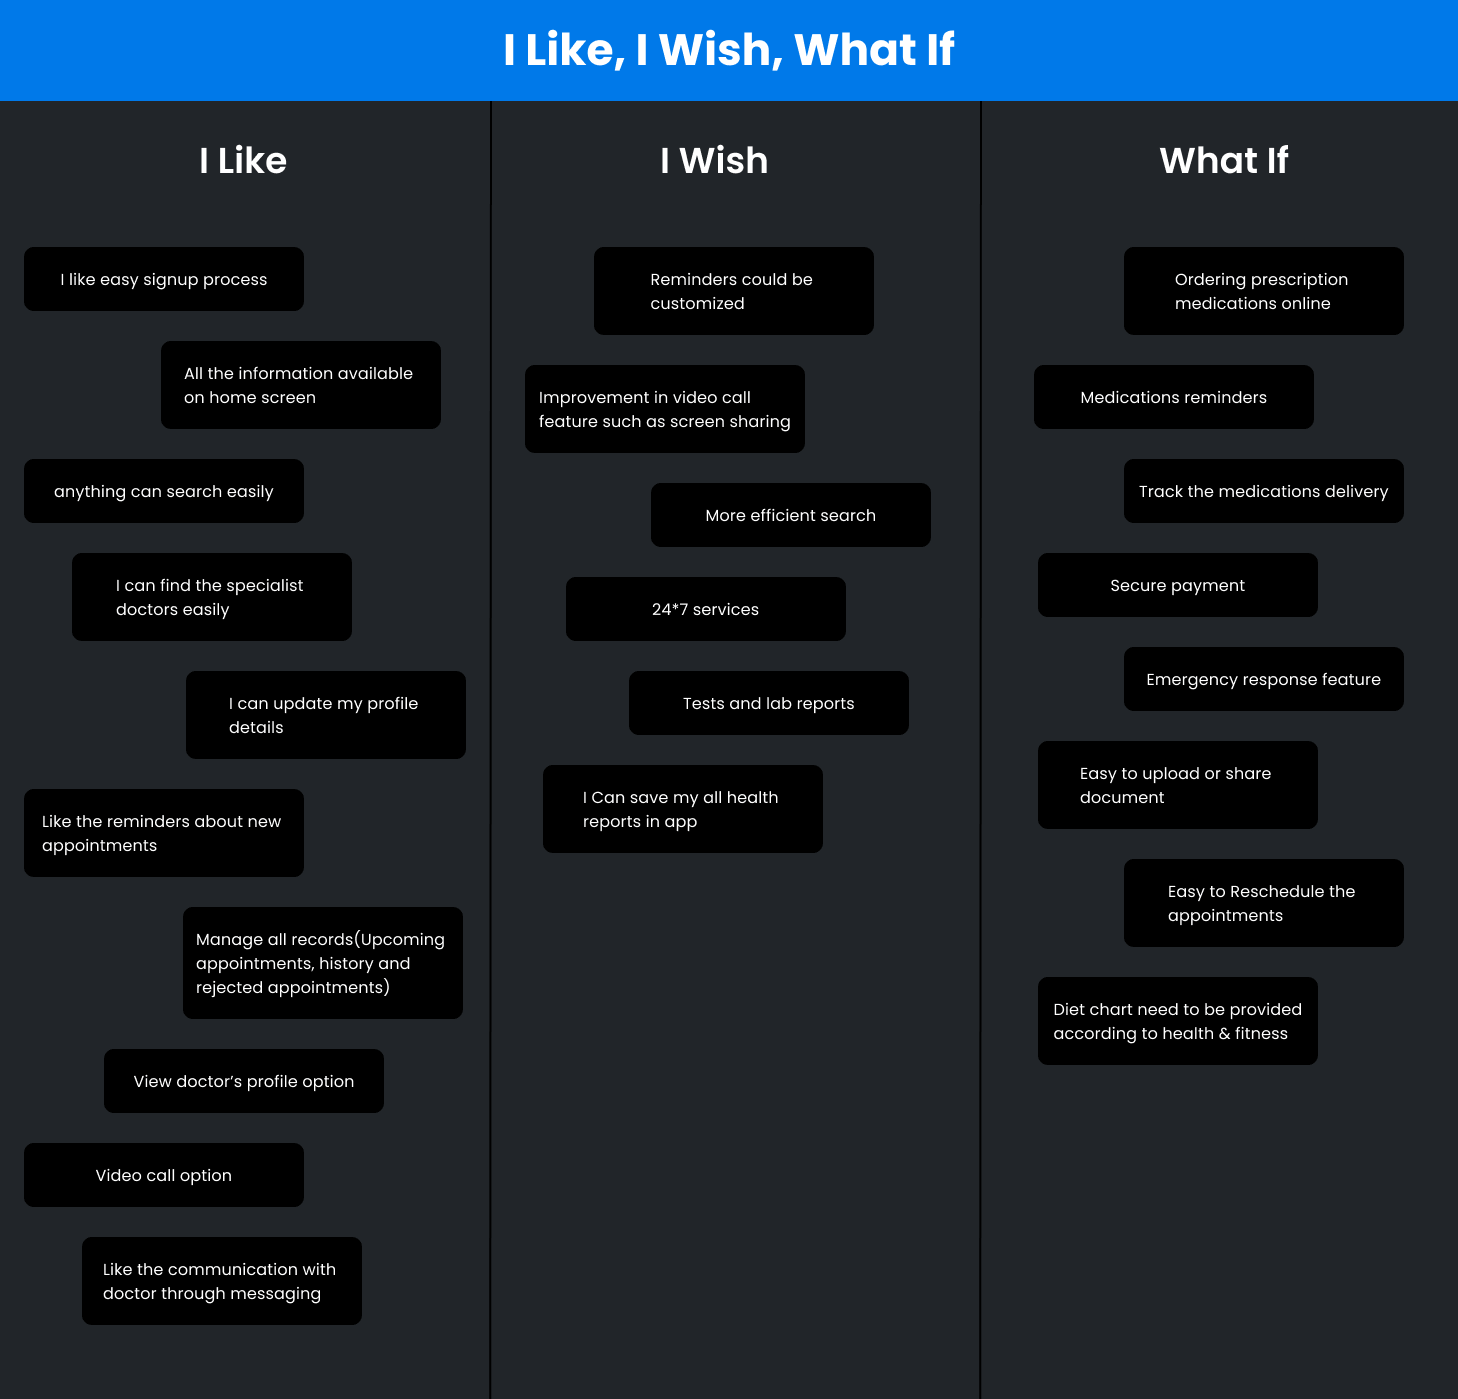 I Like, I Wish, What If
I Like
I like easy signup process
All the information available
on home screen
anything can search easily
I can find the specialist
doctors easily
I can update my profile
details
Like the reminders about new
appointments
Manage all records(Upcoming
appointments, history and
rejected appointments)
View doctor’s profile option
Video call option
Like the communication with
doctor through messaging
I Wish
Reminders could be
customized
Improvement in video call
feature such as screen sharing
More efficient search
24*7 services
Tests and lab reports
I Can save my all health
reports in app
What If
Ordering prescription
medications online
Medications reminders
Track the medications delivery
Secure payment
Emergency response feature
Easy to upload or share
document
Easy to Reschedule the
appointments
Diet chart need to be provided
according to health & fitness